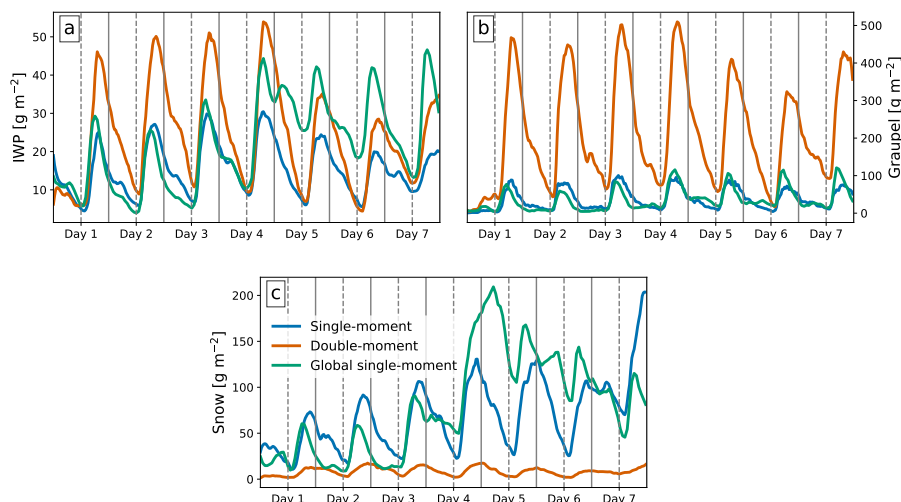 a
IWP [g m⁻²]
50
40
30
20
10
Day 1 Day 2 Day 3 Day 4 Day 5 Day 6 Day 7
b
Graupel [g m⁻²]
500
400
300
200
100
0
Day 1 Day 2 Day 3 Day 4 Day 5 Day 6 Day 7
c
Snow [g m⁻²]
200
150
100
50
0
Single-moment
Double-moment
Global single-moment
Day 1 Day 2 Day 3 Day 4 Day 5 Day 6 Day 7